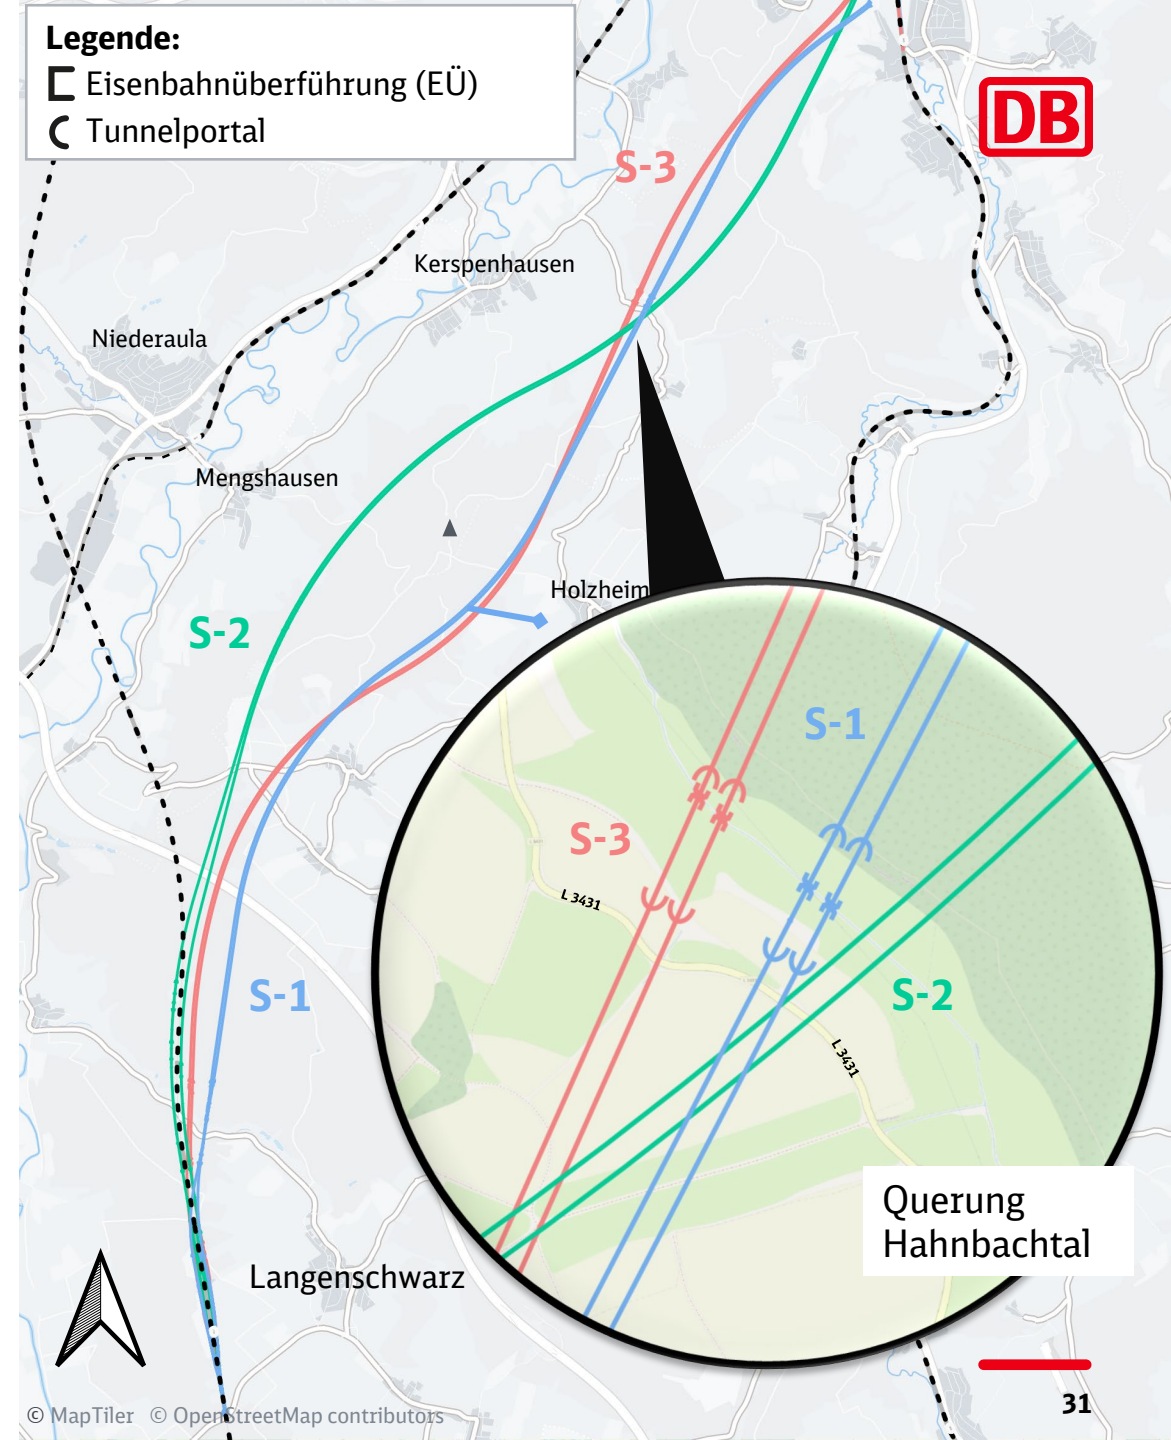 Legende:
Eisenbahnüberführung (EÜ)
Tunnelportal
DB
S-3
Kerspenhausen
Niederaula
Mengshausen
Holzheim
S-2
S-1
S-3
L 3431
S-1
S-2
L 3431
Querung
Hahnbachtal
Langenschwarz
31
© MapTiler © OpenStreetMap contributors